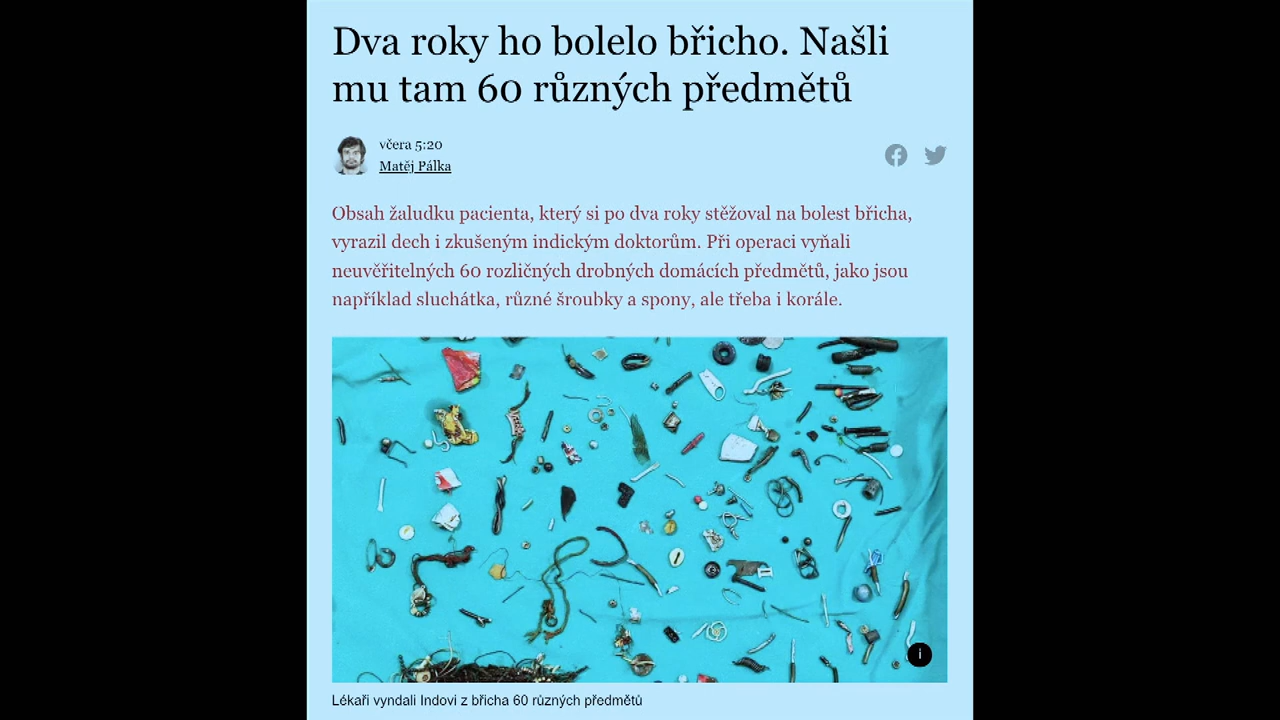 Dva roky ho bolelo břicho. Našli
mu tam 60 různých předmětů
včera 5:20
Matěj Pálka
Obsah žaludku pacienta, který si po dva roky stěžoval na bolest břicha,
vyrazil dech i zkušeným indickým doktorům. Při operaci vyňali
neuvěřitelných 60 rozličných drobných domácích předmětů, jako jsou
například sluchátka, různé šroubky a spony, ale třeba i korále.
i
Lékaři vyndali Indovi z břicha 60 různých předmětů